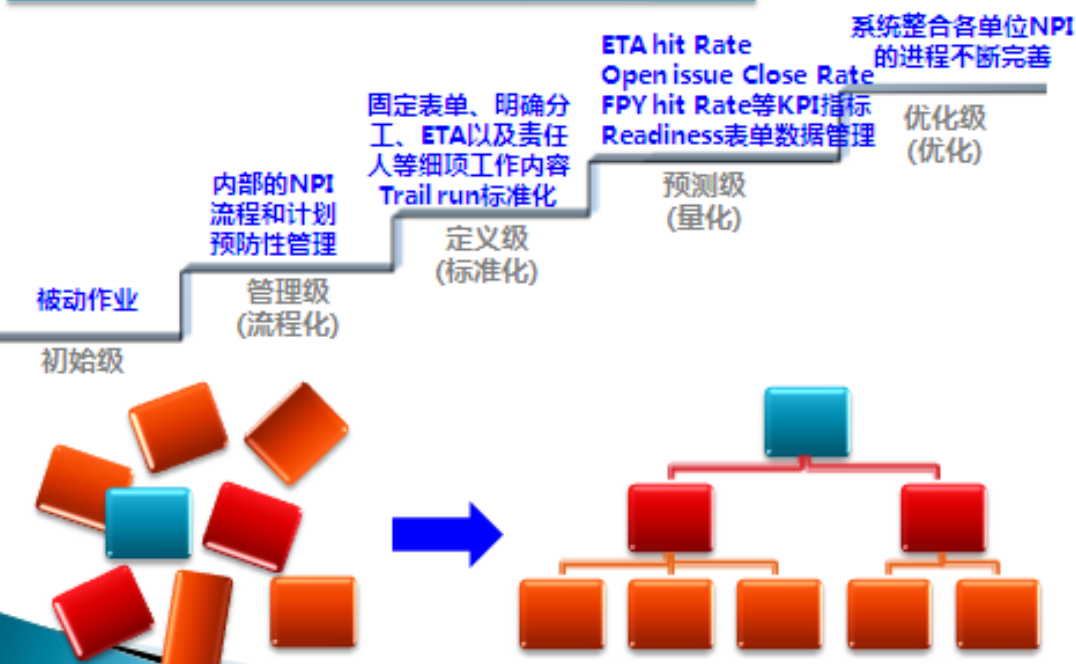 被动作业
初始级
内部的NPI
流程和计划
预防性管理
管理级
(流程化)
固定表单、明确分
工、ETA以及责任
人等细项工作内容
Trail run标准化
定义级
(标准化)
ETA hit Rate
Open issue Close Rate
FPY hit Rate等KPI指标
Readiness表单数据管理
预测级
(量化)
系统整合各单位NPI
的进程不断完善
优化级
(优化)